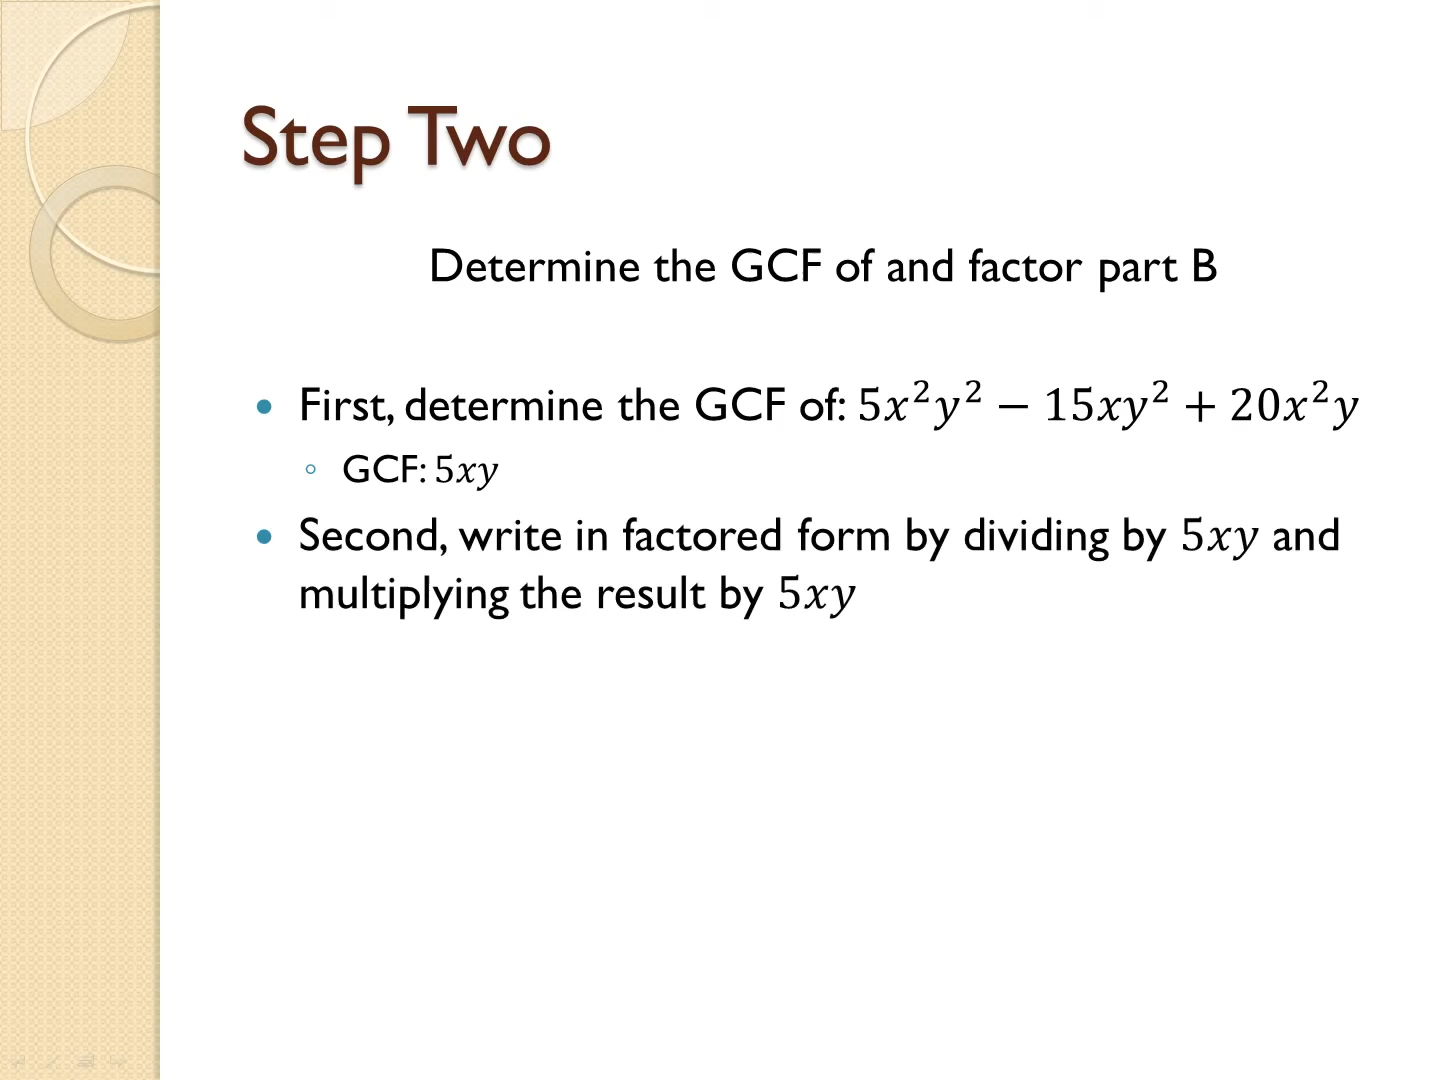 Step Two
Determine the GCF of and factor part B
• First, determine the GCF of: 5x²y² − 15xy² + 20x²y
◦ GCF: 5xy
• Second, write in factored form by dividing by 5xy and
multiplying the result by 5xy